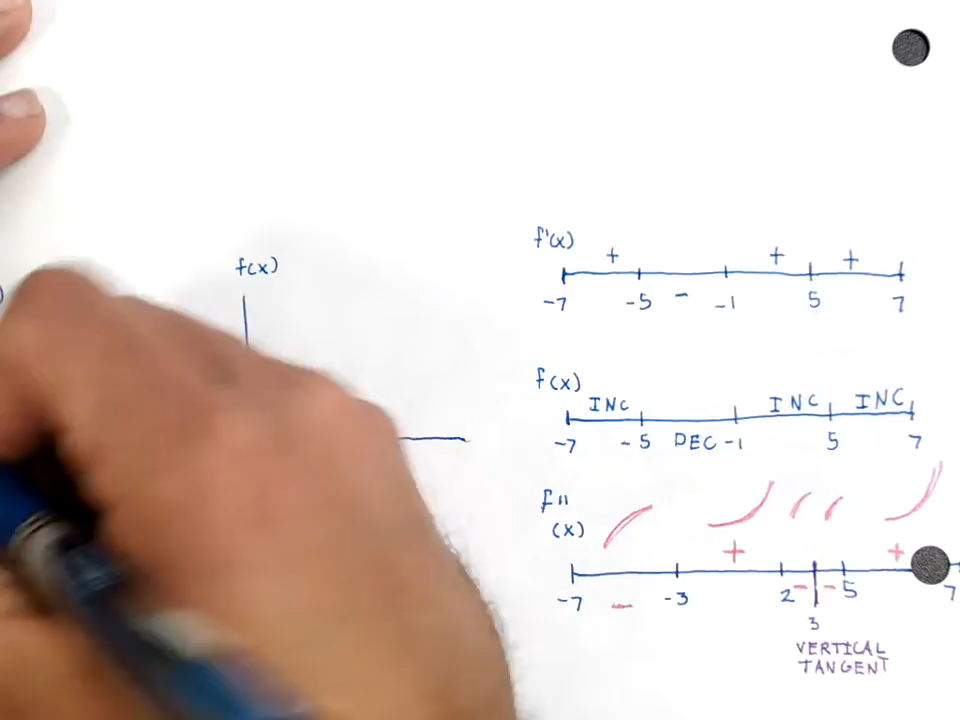 f(x)
f'(x)
+ + +
-7 -5 - -1 5 7
f(x)
INC INC INC
-7 -5 DEC -1 5 7
f"
(x)
+ +
-7 - -3 2 - - 5 7
3
VERTICAL
TANGENT